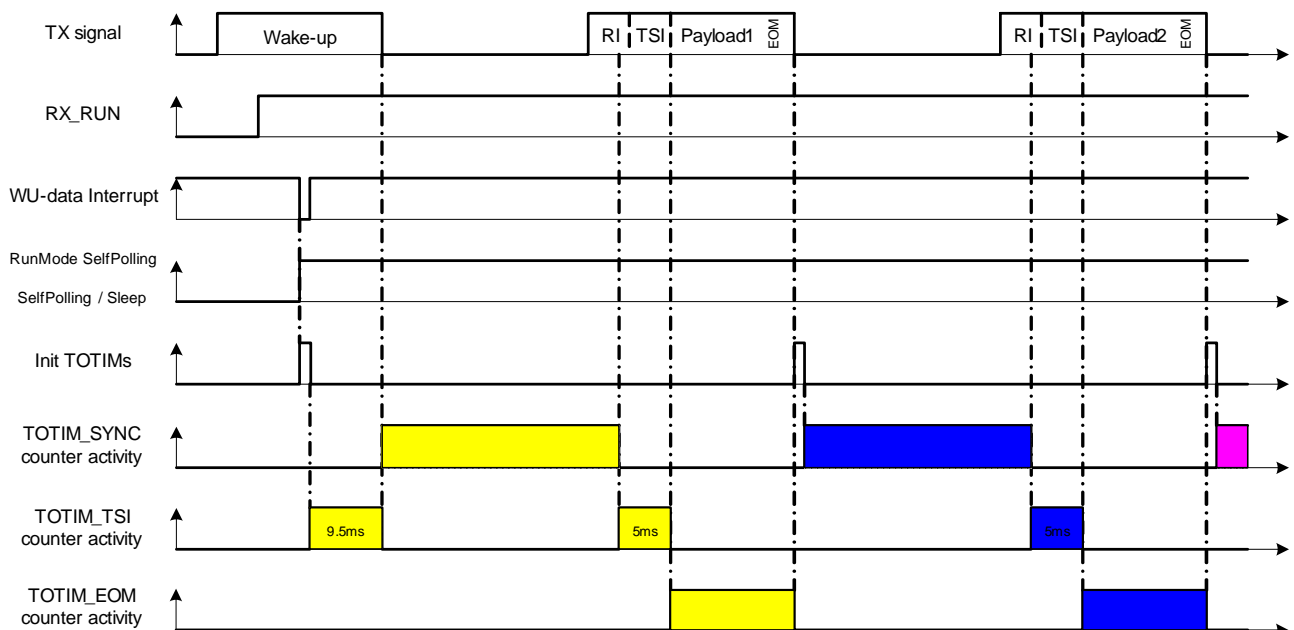 TX signal
Wake-up
RI TSI Payload1 EOM
RI TSI Payload2 EOM
RX_RUN
WU-data Interrupt
RunMode SelfPolling
SelfPolling / Sleep
Init TOTIMs
TOTIM_SYNC
counter activity
TOTIM_TSI
counter activity
9.5ms
5ms
5ms
TOTIM_EOM
counter activity